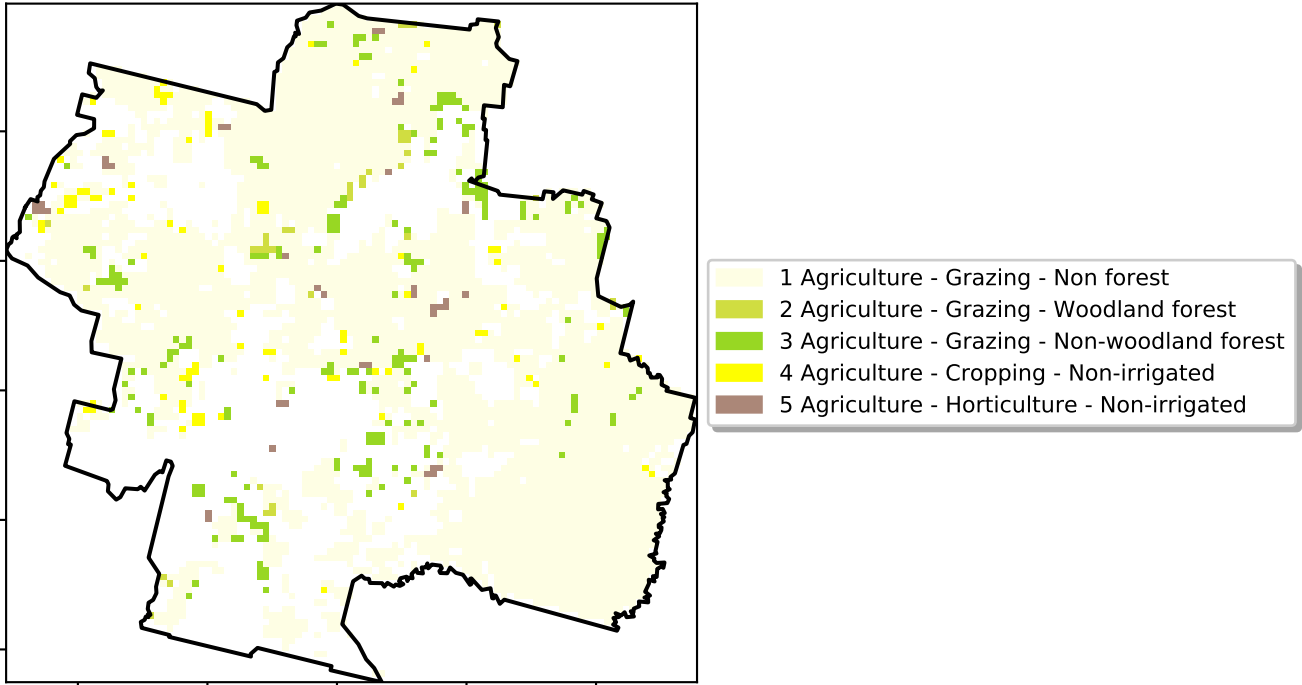 1 Agriculture - Grazing - Non forest
2 Agriculture - Grazing - Woodland forest
3 Agriculture - Grazing - Non-woodland forest
4 Agriculture - Cropping - Non-irrigated
5 Agriculture - Horticulture - Non-irrigated